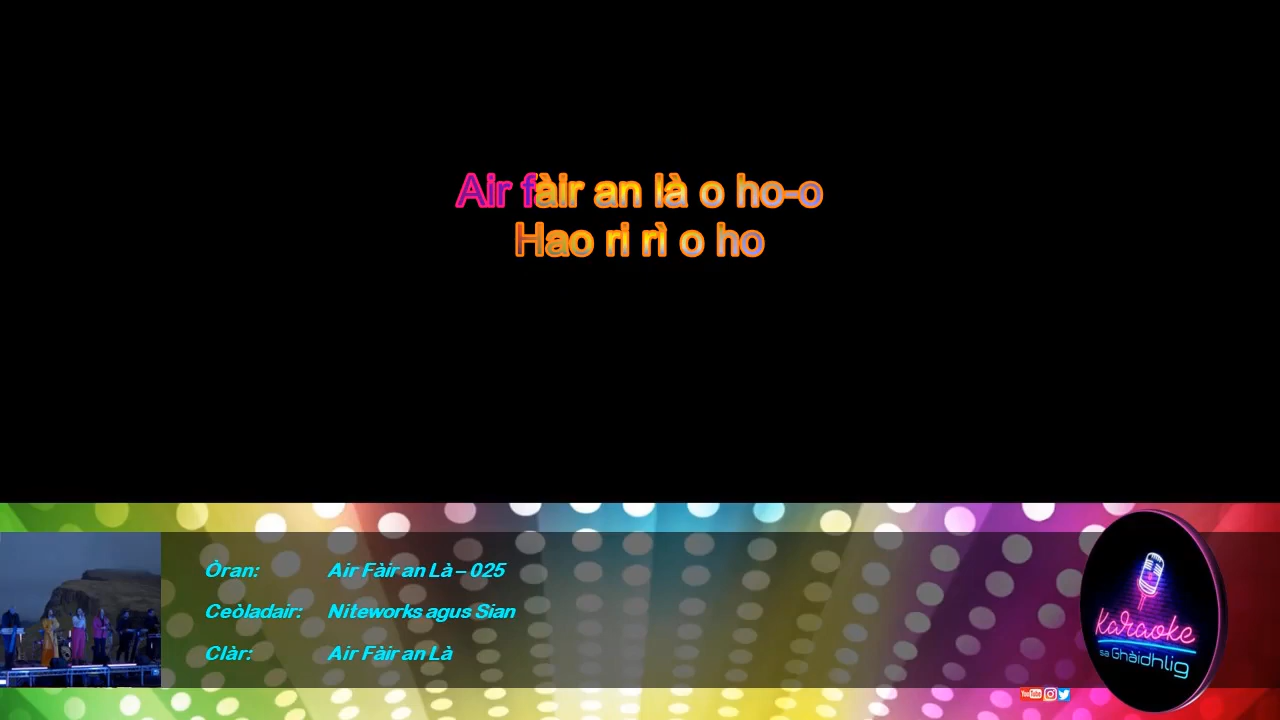 Air fàir an là o ho-o
Hao ri rì o ho
Òran: Air Fàir an Là – 025
Ceòladair: Niteworks agus Sian
Clàr: Air Fàir an Là
Karaoke
sa Ghàidhlig
YouTube